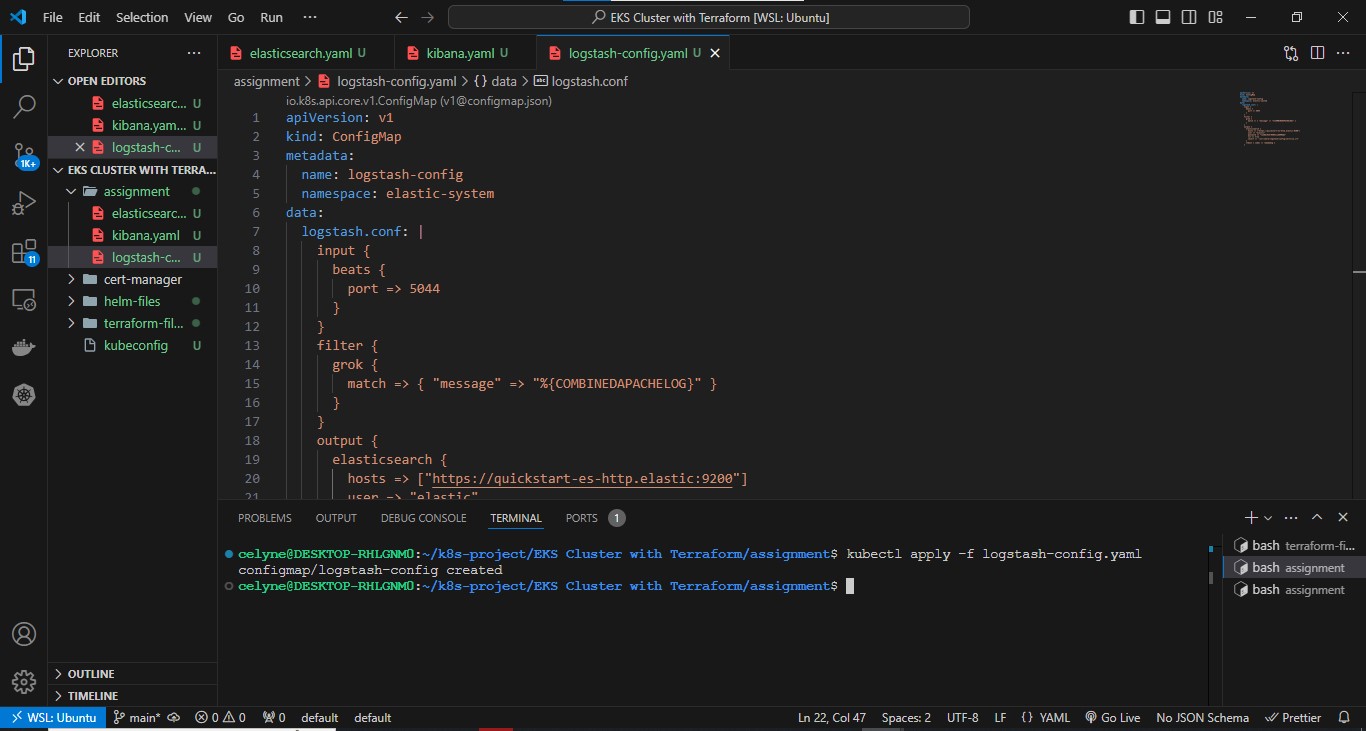 File Edit Selection View Go Run ··· EKS Cluster with Terraform [WSL: Ubuntu]
EXPLORER ···
OPEN EDITORS
elasticsearc... U
kibana.yam... U
logstash-c... U
EKS CLUSTER WITH TERRA...
assignment
elasticsearc... U
kibana.yaml U
logstash-c... U
cert-manager
helm-files
terraform-fil...
kubeconfig U
OUTLINE
TIMELINE
1K+
11
elasticsearch.yaml U kibana.yaml U logstash-config.yaml U
assignment > logstash-config.yaml > {} data > logstash.conf
io.k8s.api.core.v1.ConfigMap (v1@configmap.json)
1 apiVersion: v1
2 kind: ConfigMap
3 metadata:
4 name: logstash-config
5 namespace: elastic-system
6 data:
7 logstash.conf: |
8 input {
9 beats {
10 port => 5044
11 }
12 }
13 filter {
14 grok {
15 match => { "message" => "%{COMBINEDAPACHELOG}" }
16 }
17 }
18 output {
19 elasticsearch {
20 hosts => ["https://quickstart-es-http.elastic:9200"]
21 user => "elastic"
PROBLEMS OUTPUT DEBUG CONSOLE TERMINAL PORTS 1
celyne@DESKTOP-RHLGNM0:~/k8s-project/EKS Cluster with Terraform/assignment$ kubectl apply -f logstash-config.yaml
configmap/logstash-config created
celyne@DESKTOP-RHLGNM0:~/k8s-project/EKS Cluster with Terraform/assignment$
bash terraform-fi...
bash assignment
bash assignment
WSL: Ubuntu main* 0 0 0 default default Ln 22, Col 47 Spaces: 2 UTF-8 LF {} YAML Go Live No JSON Schema Prettier